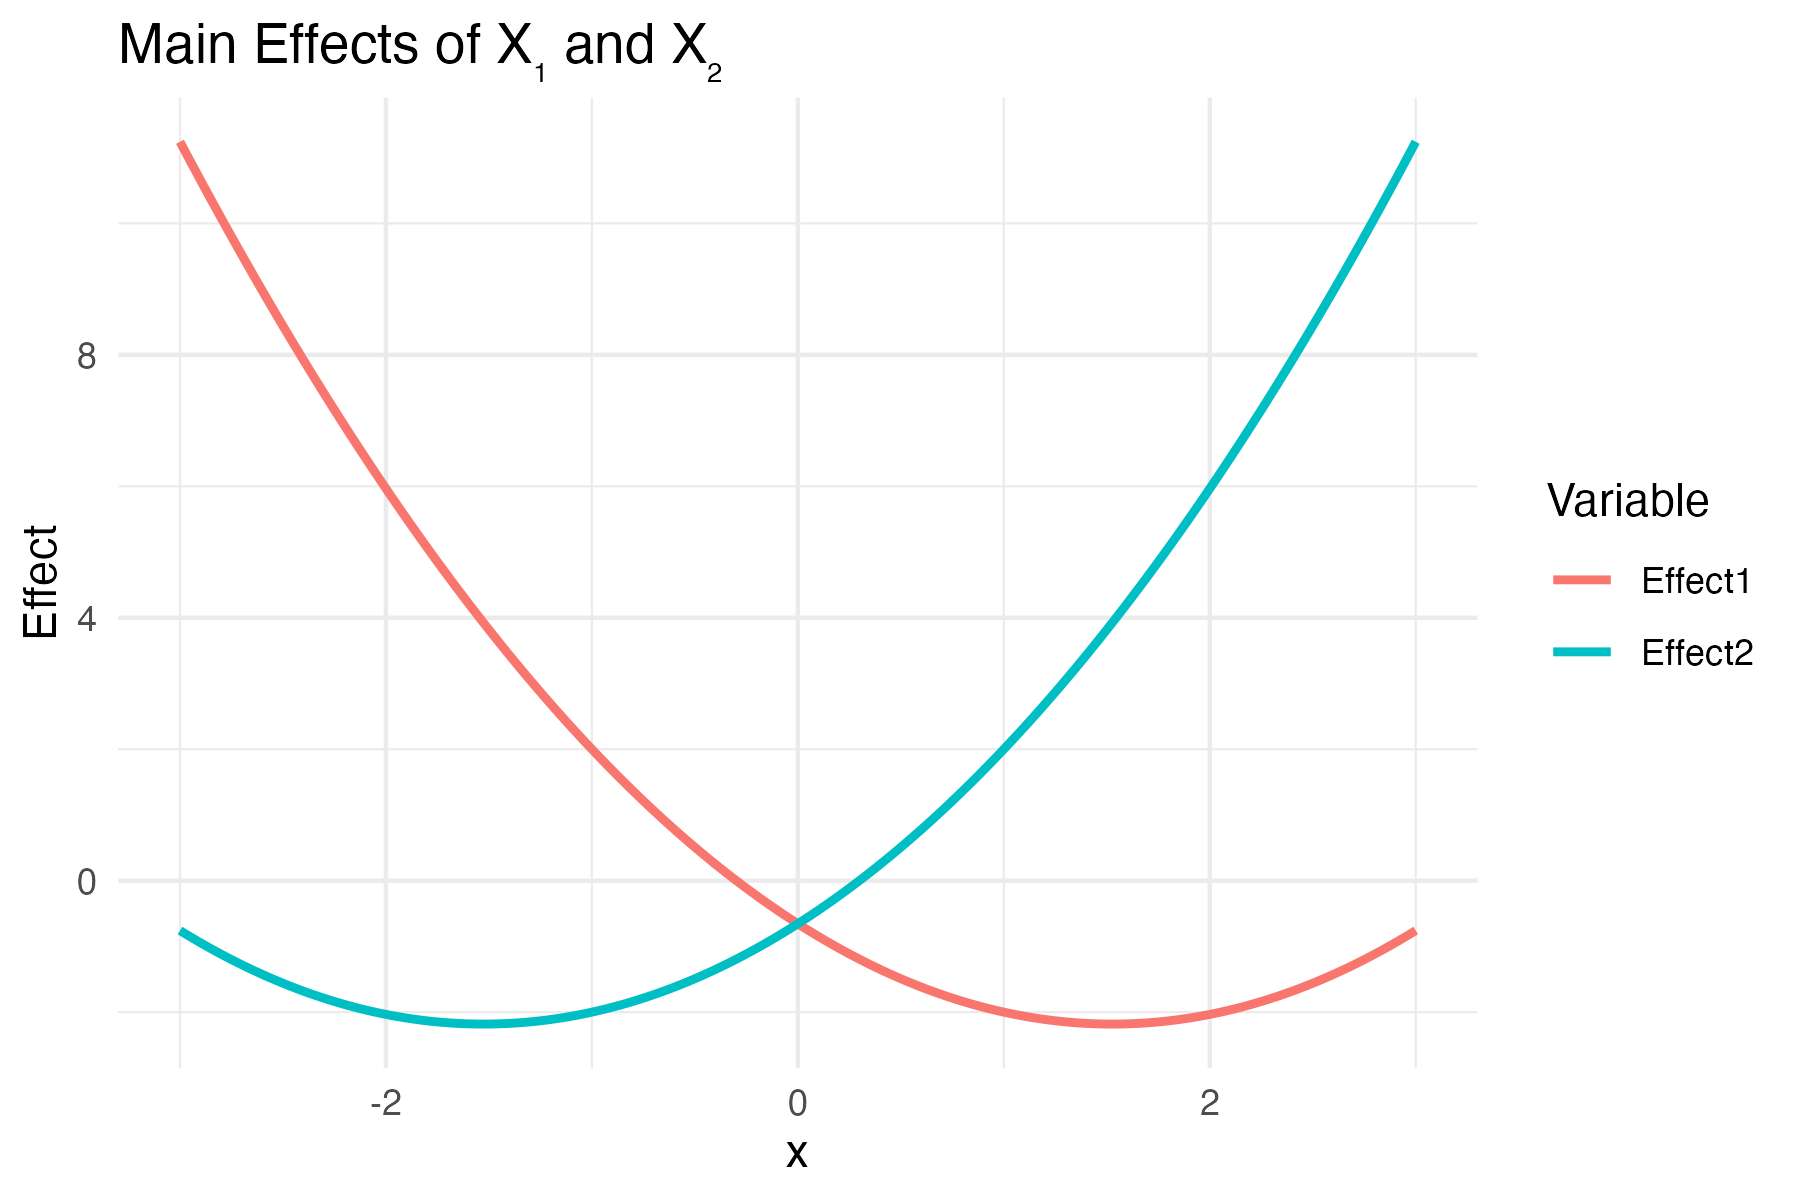 Main Effects of X₁ and X₂
Effect
8
4
0
-2 0 2
x
Variable
Effect1
Effect2